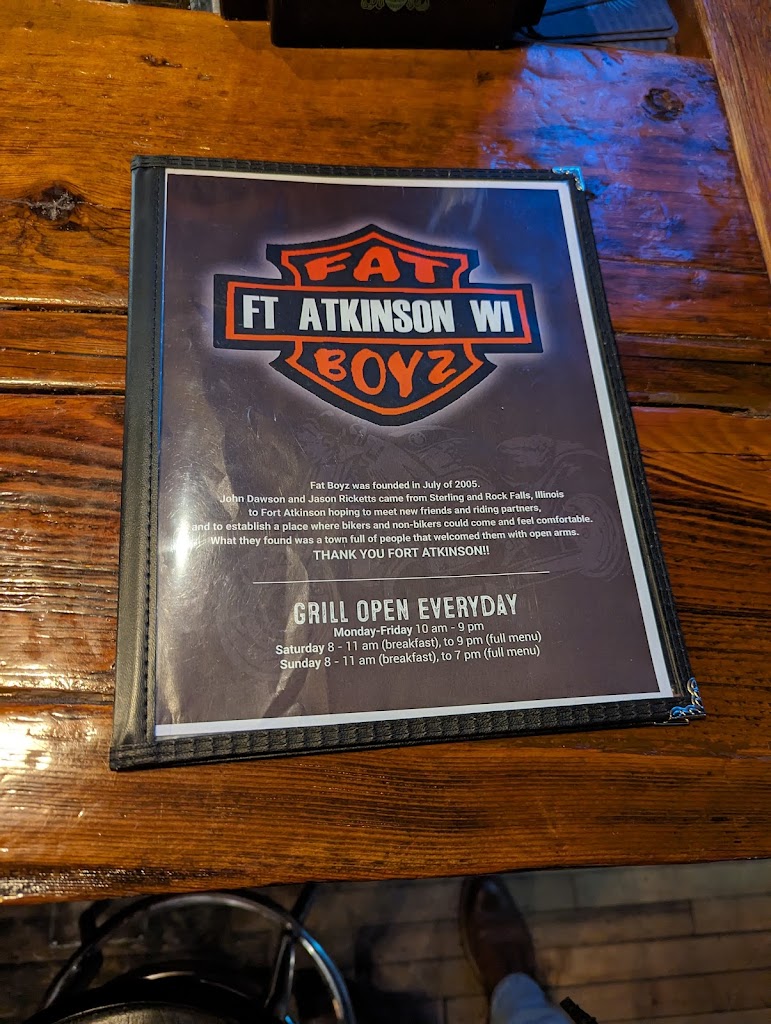 FAT
FT ATKINSON WI
BOYZ
Fat Boyz was founded in July of 2005.
John Dawson and Jason Ricketts came from Sterling and Rock Falls, Illinois
to Fort Atkinson hoping to meet new friends and riding partners,
and to establish a place where bikers and non-bikers could come and feel comfortable.
What they found was a town full of people that welcomed them with open arms.
THANK YOU FORT ATKINSON!!
GRILL OPEN EVERYDAY
Monday-Friday 10 am - 9 pm
Saturday 8 - 11 am (breakfast), to 9 pm (full menu)
Sunday 8 - 11 am (breakfast), to 7 pm (full menu)